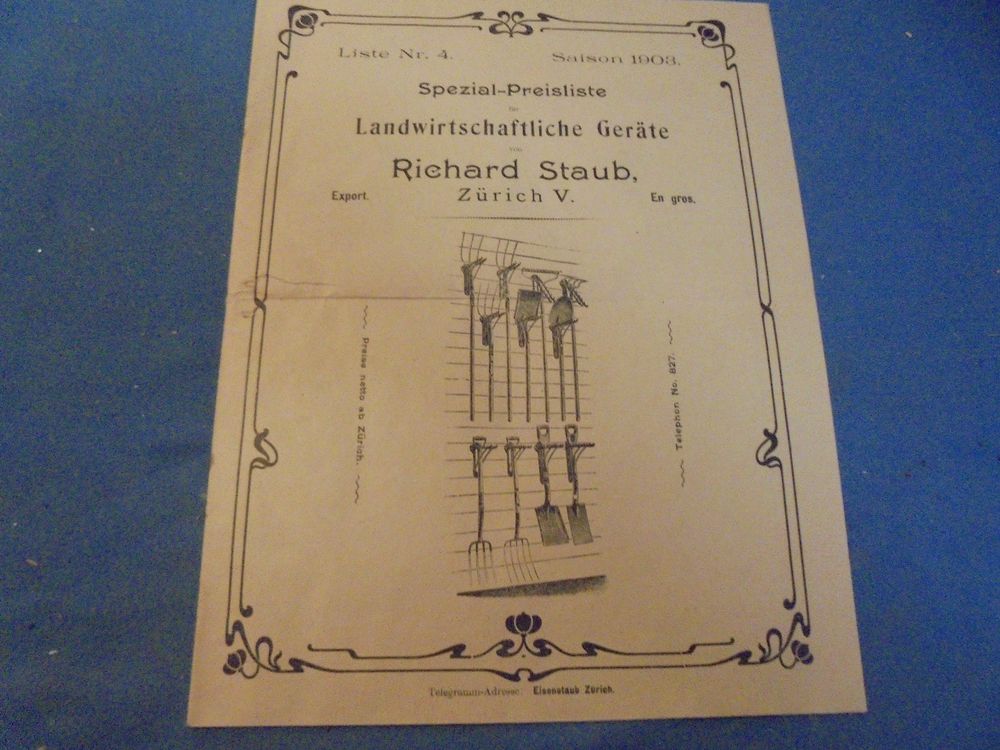 Liste Nr. 4.
Saison 1903.
Spezial-Preisliste
für
Landwirtschaftliche Geräte
von
Richard Staub,
Export.
Zürich V.
En gros.
Preise netto ab Zürich.
Telephon No. 827.
Telegramm-Adresse: Eisenstaub Zürich.